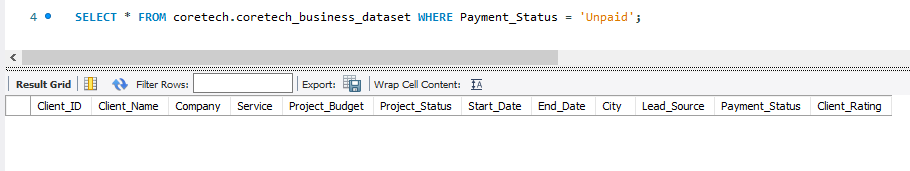 4 SELECT * FROM coretech.coretech_business_dataset WHERE Payment_Status = 'Unpaid';
Result Grid Filter Rows: Export: Wrap Cell Content:
Client_ID Client_Name Company Service Project_Budget Project_Status Start_Date End_Date City Lead_Source Payment_Status Client_Rating